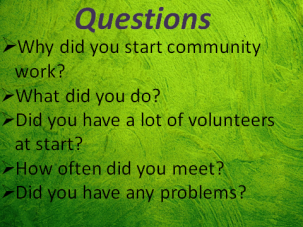 Questions
➢Why did you start community
work?
➢What did you do?
➢Did you have a lot of volunteers
at start?
➢How often did you meet?
➢Did you have any problems?